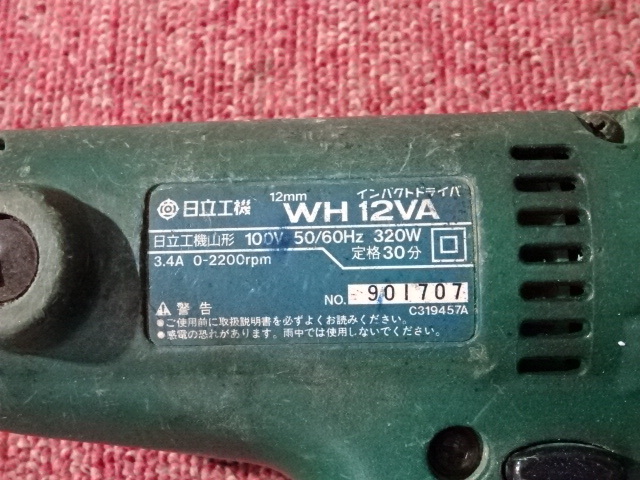 日立工機 12mm WH 12VA インパクトドライバ
日立工機山形 100V 50/60Hz 320W
3.4A 0-2200rpm 定格30分
NO. 901707
C319457A
警告
●ご使用前に取扱説明書を必ずよくお読みください。
●感電の恐れがあります。雨中では使用しないでください。